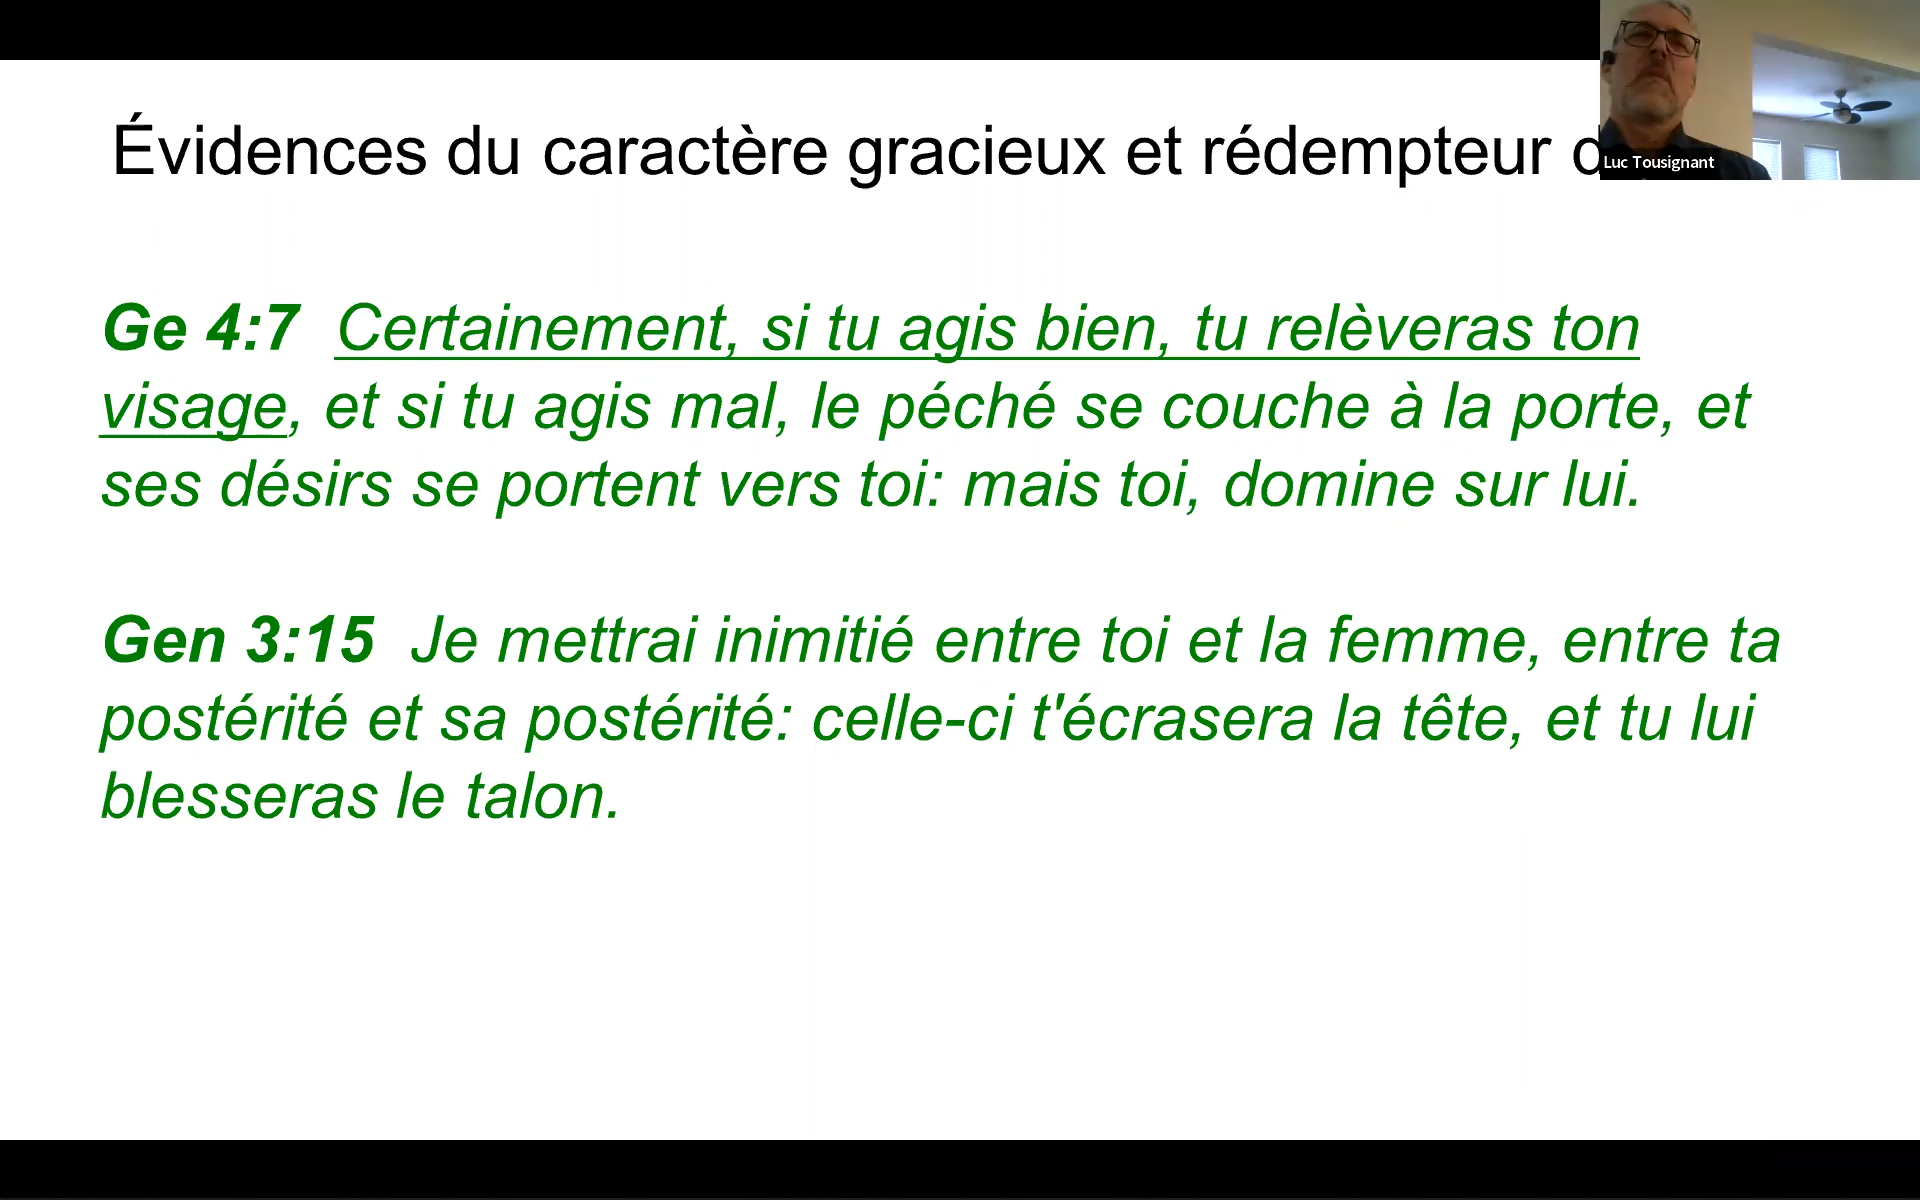 Évidences du caractère gracieux et rédempteur
Luc Tousignant
Ge 4:7 Certainement, si tu agis bien, tu relèveras ton
visage, et si tu agis mal, le péché se couche à la porte, et
ses désirs se portent vers toi: mais toi, domine sur lui.
Gen 3:15 Je mettrai inimitié entre toi et la femme, entre ta
postérité et sa postérité: celle-ci t'écrasera la tête, et tu lui
blesseras le talon.